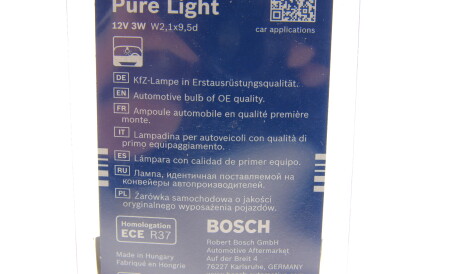 Pure Light
12V 3W W2,1x9,5d
car applications
DE KfZ-Lampe in Erstausrüstungsqualität.
EN Automotive bulb of OE quality.
FR Ampoule automobile en qualité première
monte.
IT Lampadina per autoveicoli con qualità di
primo equipaggiamento.
ES Lámpara con calidad de primer equipo.
RU Лампа, идентичная поставляемой на
конвейеры автопроизводителей.
PL Żarówka samochodowa o jakości
oryginalnego wyposażenia pojazdów.
Homologation
ECE R37
Made in Hungary
Fabriqué en Hongrie
BOSCH
Robert Bosch GmbH
Automotive Aftermarket
Auf der Breit 4
76227 Karlsruhe, GERMANY